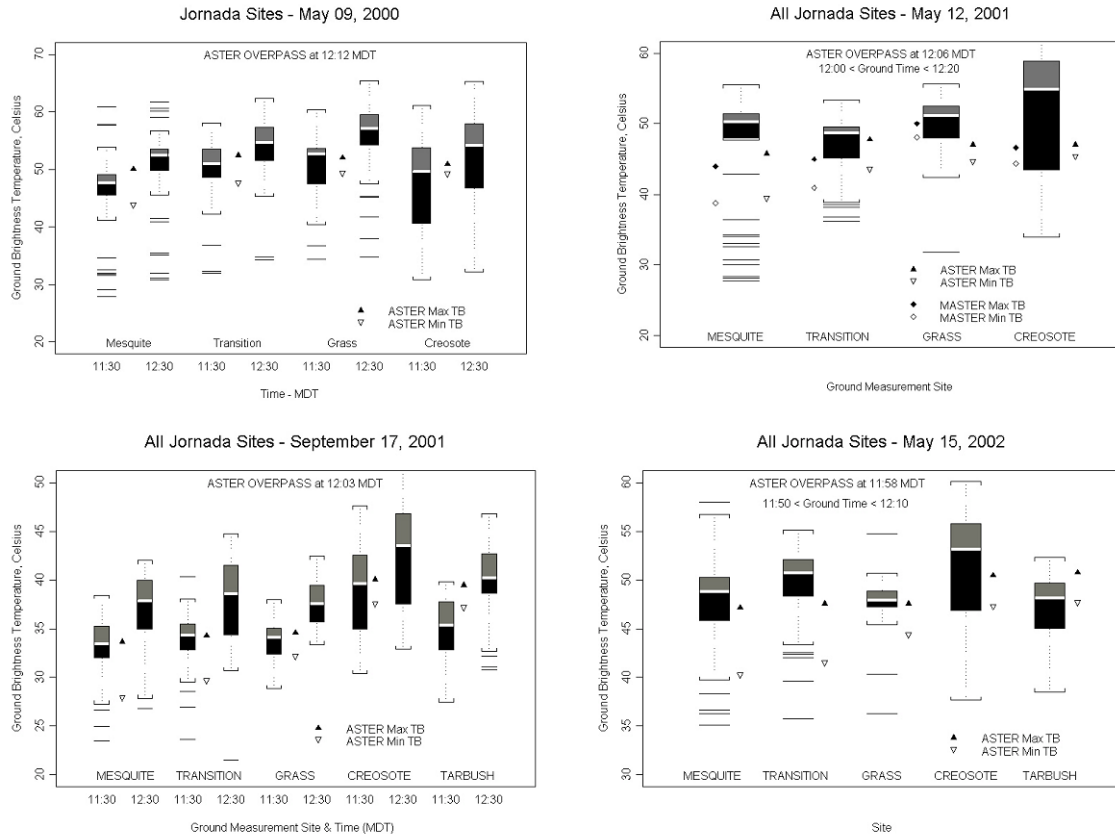 Jornada Sites - May 09, 2000
ASTER OVERPASS at 12:12 MDT
Ground Brightness Temperature, Celsius
70
60
50
40
30
20
ASTER Max TB
ASTER Min TB
Mesquite Transition Grass Creosote
11:30 12:30 11:30 12:30 11:30 12:30 11:30 12:30
Time - MDT
All Jornada Sites - May 12, 2001
ASTER OVERPASS at 12:06 MDT
12:00 < Ground Time < 12:20
Ground Brightness Temperature, Celsius
60
50
40
30
20
ASTER Max TB
ASTER Min TB
MASTER Max TB
MASTER Min TB
MESQUITE TRANSITION GRASS CREOSOTE
Ground Measurement Site
All Jornada Sites - September 17, 2001
ASTER OVERPASS at 12:03 MDT
Ground Brightness Temperature, Celsius
50
45
40
35
30
25
20
ASTER Max TB
ASTER Min TB
MESQUITE TRANSITION GRASS CREOSOTE TARBUSH
11:30 12:30 11:30 12:30 11:30 12:30 11:30 12:30 11:30 12:30
Ground Measurement Site & Time (MDT)
All Jornada Sites - May 15, 2002
ASTER OVERPASS at 11:58 MDT
11:50 < Ground Time < 12:10
Ground Brightness Temperature, Celsius
60
55
50
45
40
35
30
ASTER Max TB
ASTER Min TB
MESQUITE TRANSITION GRASS CREOSOTE TARBUSH
Site